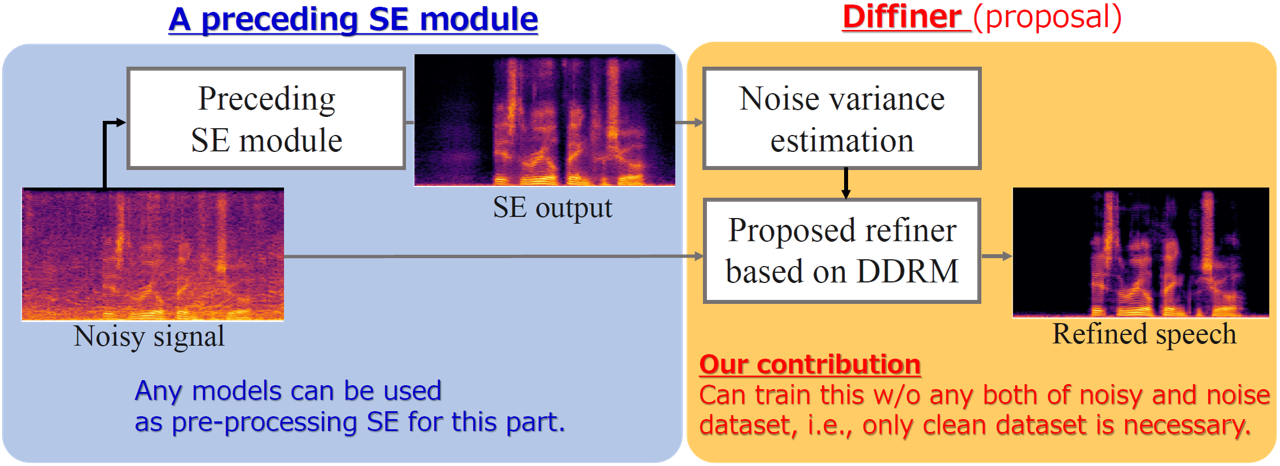 A preceding SE module
Preceding
SE module
SE output
Noisy signal
Any models can be used
as pre-processing SE for this part.
Diffiner (proposal)
Noise variance
estimation
Proposed refiner
based on DDRM
Refined speech
Our contribution
Can train this w/o any both of noisy and noise
dataset, i.e., only clean dataset is necessary.